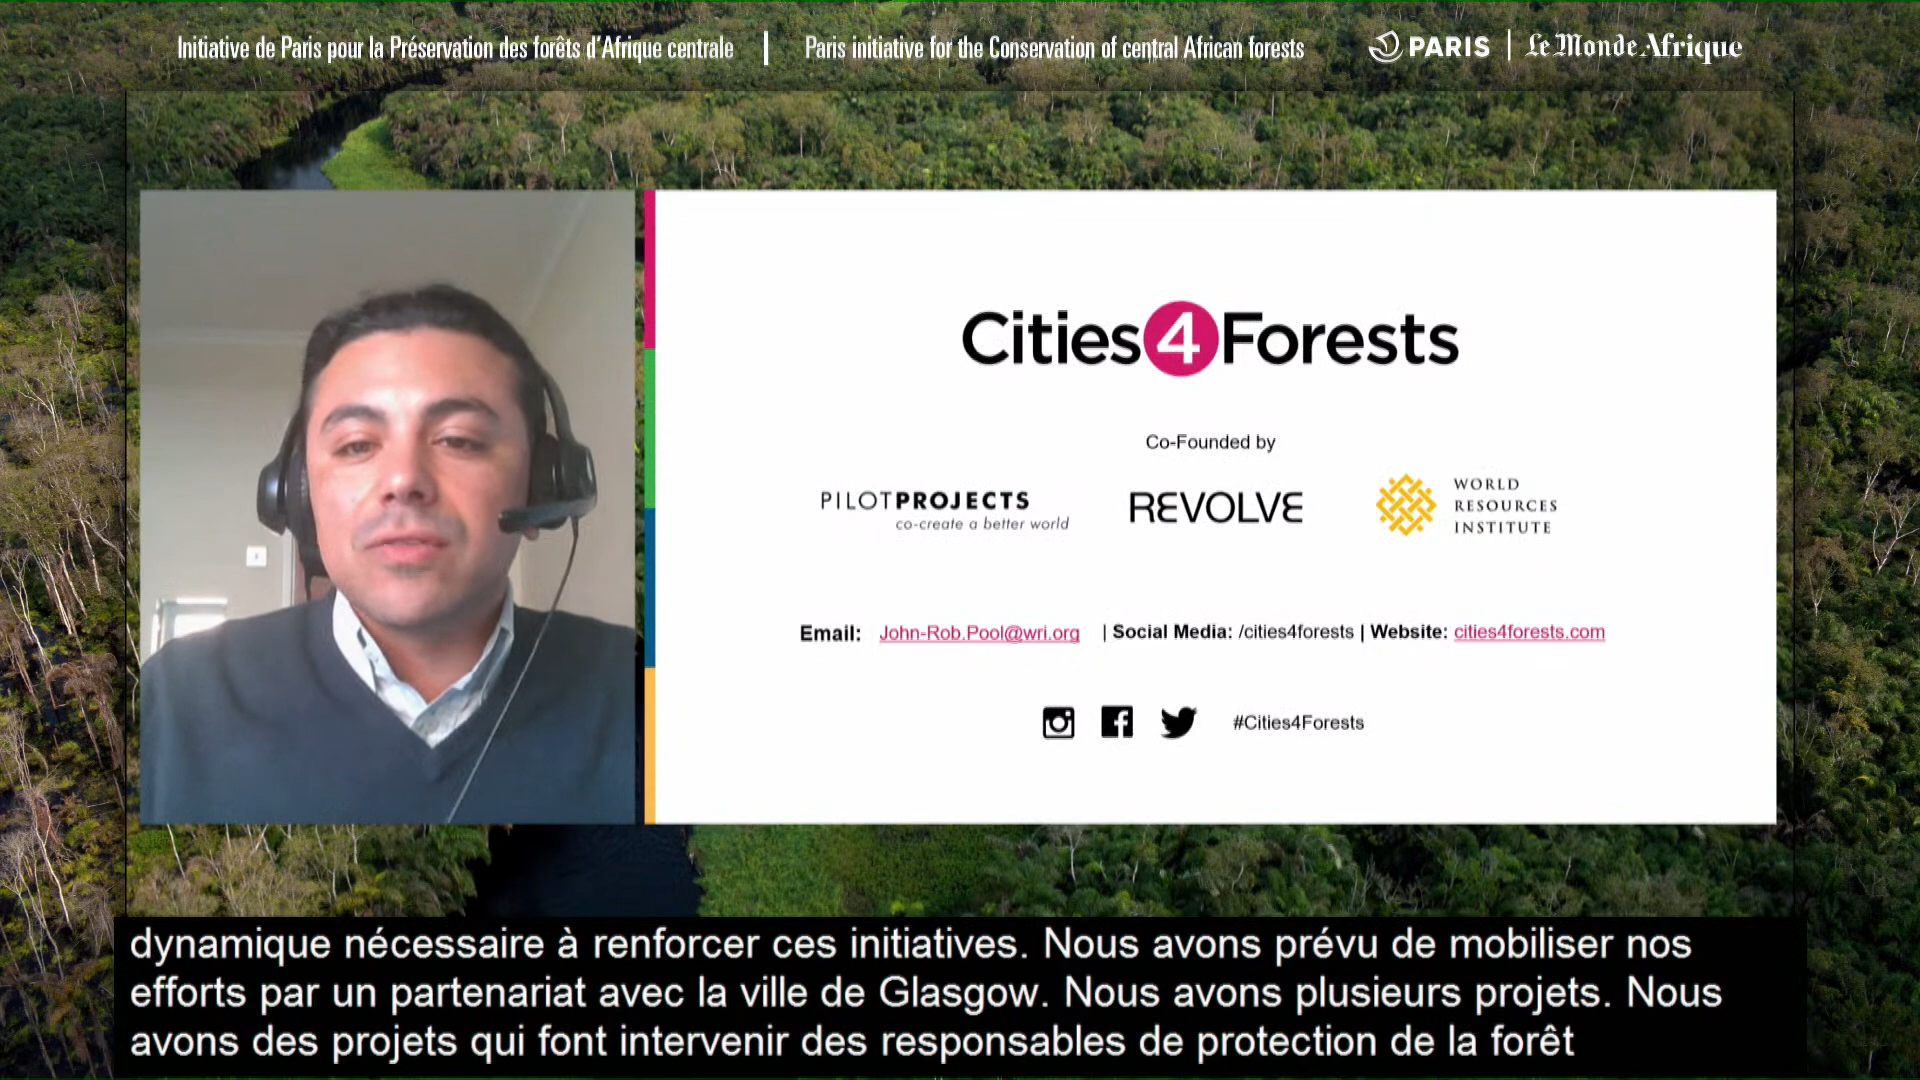 Initiative de Paris pour la Préservation des forêts d'Afrique centrale | Paris initiative for the Conservation of central African forests PARIS | Le Monde Afrique
Cities4Forests
Co-Founded by
PILOTPROJECTS
co-create a better world
REVOLVE
WORLD
RESOURCES
INSTITUTE
Email: John-Rob.Pool@wri.org | Social Media: /cities4forests | Website: cities4forests.com
#Cities4Forests
dynamique nécessaire à renforcer ces initiatives. Nous avons prévu de mobiliser nos
efforts par un partenariat avec la ville de Glasgow. Nous avons plusieurs projets. Nous
avons des projets qui font intervenir des responsables de protection de la forêt